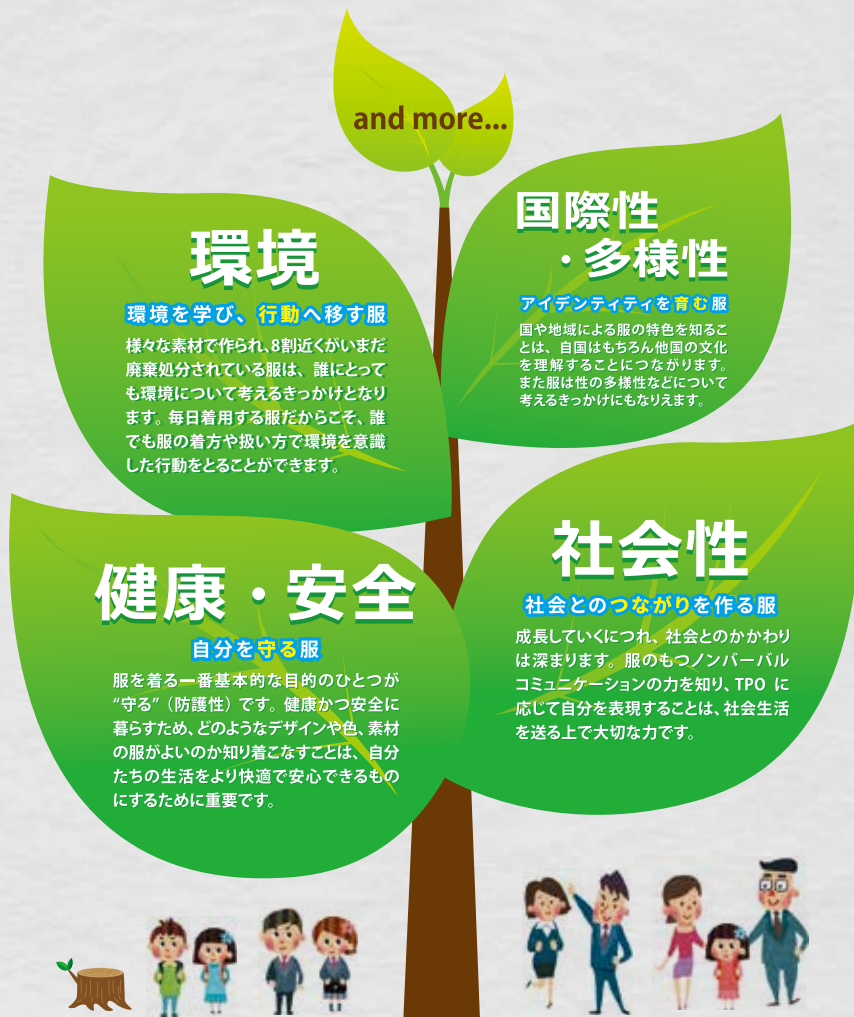 and more...
環境
環境を学び、行動へ移す服
様々な素材で作られ、8割近くがいまだ
廃棄処分されている服は、誰にとって
も環境について考えるきっかけとなり
ます。毎日着用する服だからこそ、誰
でも服の着方や扱い方で環境を意識
した行動をとることができます。
国際性
・多様性
アイデンティティを育む服
国や地域による服の特色を知るこ
とは、自国はもちろん他国の文化
を理解することにつながります。
また服は性の多様性などについて
考えるきっかけにもなりえます。
健康・安全
自分を守る服
服を着る一番基本的な目的のひとつが
“守る”（防護性）です。健康かつ安全に
暮らすため、どのようなデザインや色、素材
の服がよいのか知り着こなすことは、自分
たちの生活をより快適で安心できるもの
にするために重要です。
社会性
社会とのつながりを作る服
成長していくにつれ、社会とのかかわり
は深まります。服のもつノンバーバル
コミュニケーションの力を知り、TPO に
応じて自分を表現することは、社会生活
を送る上で大切な力です。